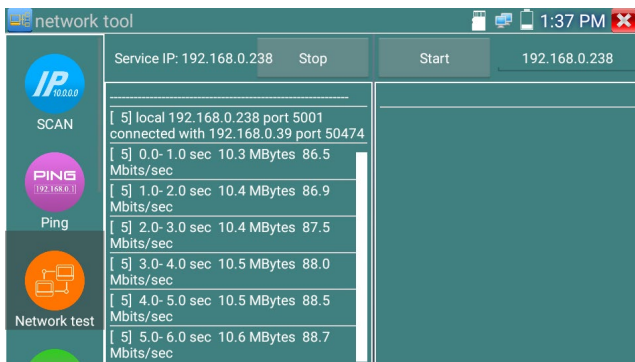 network tool
1:37 PM
Service IP: 192.168.0.238
Stop
Start
192.168.0.238
IP
10.0.0.0
SCAN
PING
192.168.0.1
Ping
Network test
------------------------------------------------------------
[ 5] local 192.168.0.238 port 5001
connected with 192.168.0.39 port 50474
[ 5] 0.0- 1.0 sec 10.3 MBytes 86.5
Mbits/sec
[ 5] 1.0- 2.0 sec 10.4 MBytes 86.9
Mbits/sec
[ 5] 2.0- 3.0 sec 10.4 MBytes 87.5
Mbits/sec
[ 5] 3.0- 4.0 sec 10.5 MBytes 88.0
Mbits/sec
[ 5] 4.0- 5.0 sec 10.5 MBytes 88.5
Mbits/sec
[ 5] 5.0- 6.0 sec 10.6 MBytes 88.7
Mbits/sec